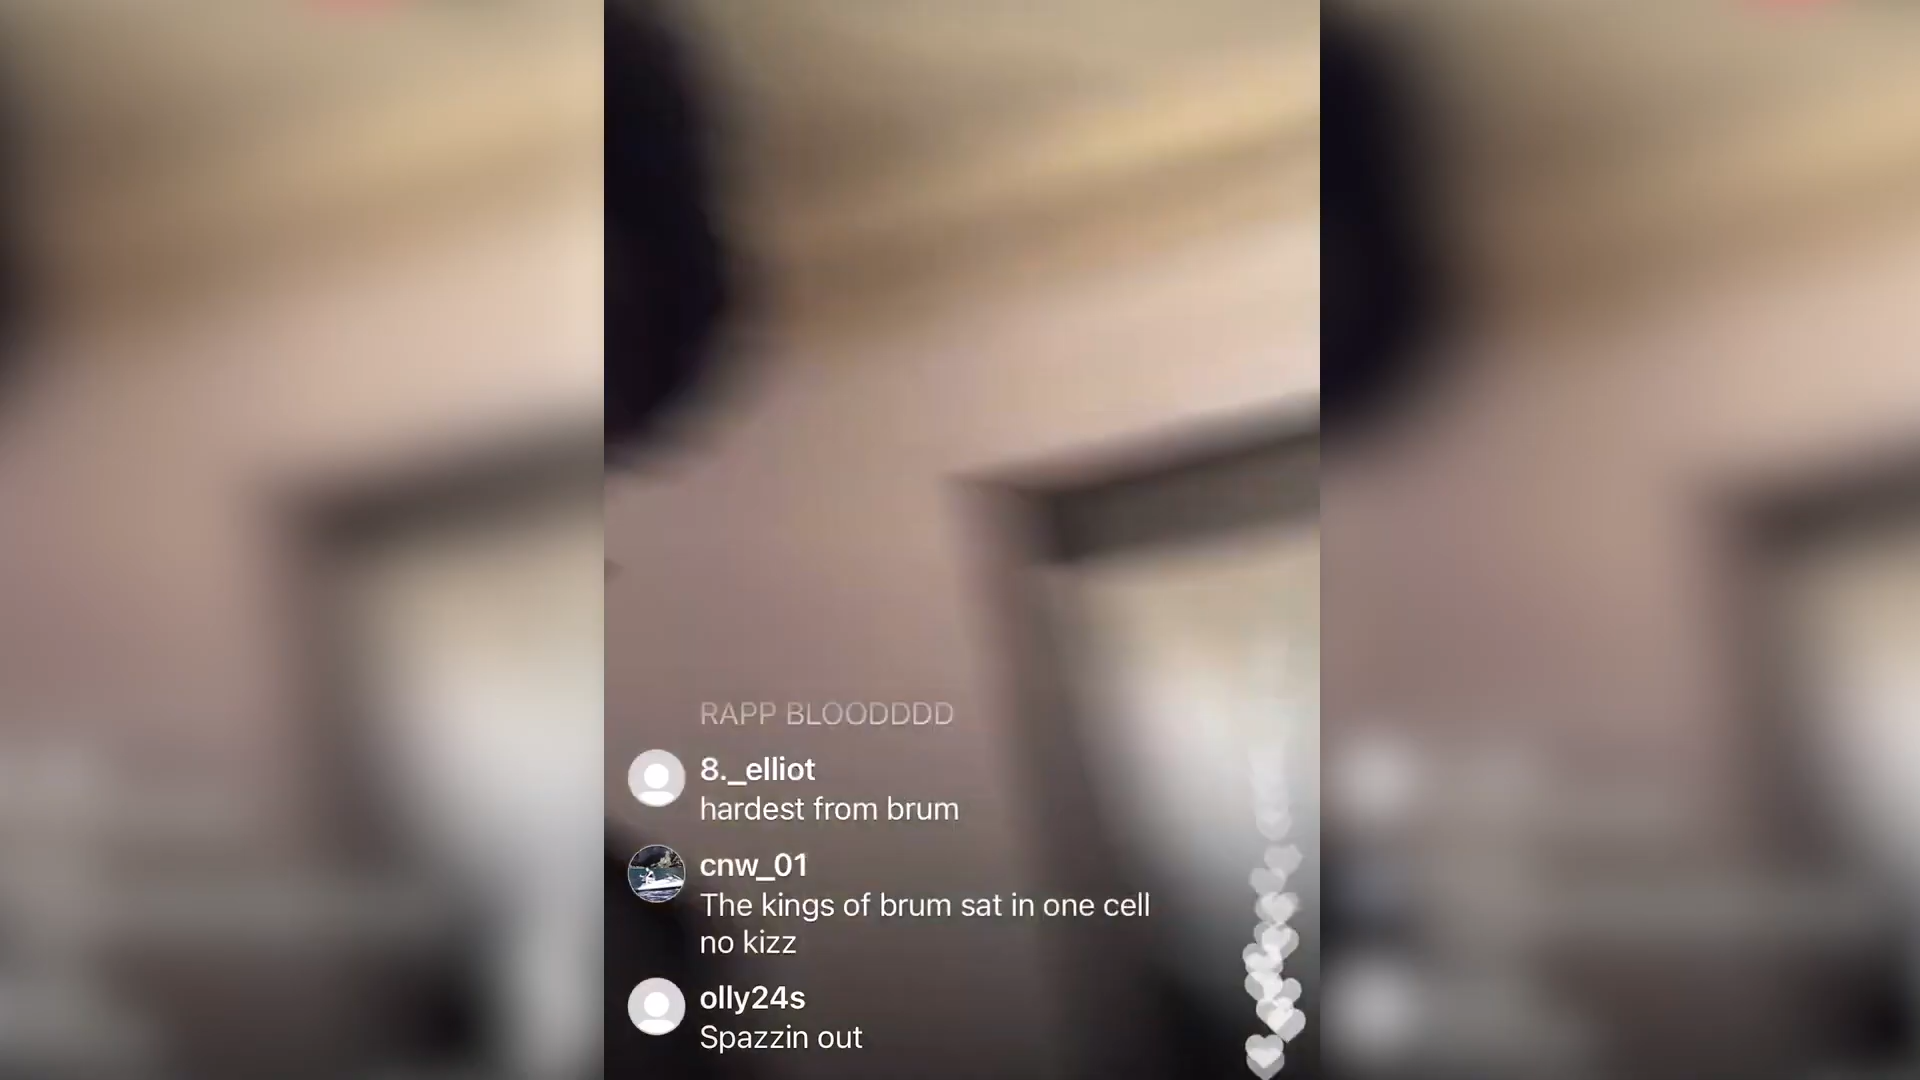 RAPP BLOODDDD
8._elliot
hardest from brum
cnw_01
The kings of brum sat in one cell
no kizz
olly24s
Spazzin out